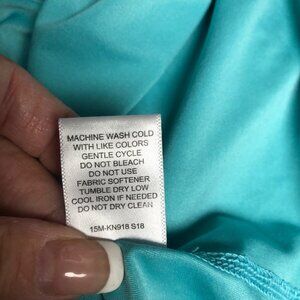 MACHINE WASH COLD
WITH LIKE COLORS
GENTLE CYCLE
DO NOT BLEACH
DO NOT USE
FABRIC SOFTENER
TUMBLE DRY LOW
COOL IRON IF NEEDED
DO NOT DRY CLEAN
15M-KN918 S18